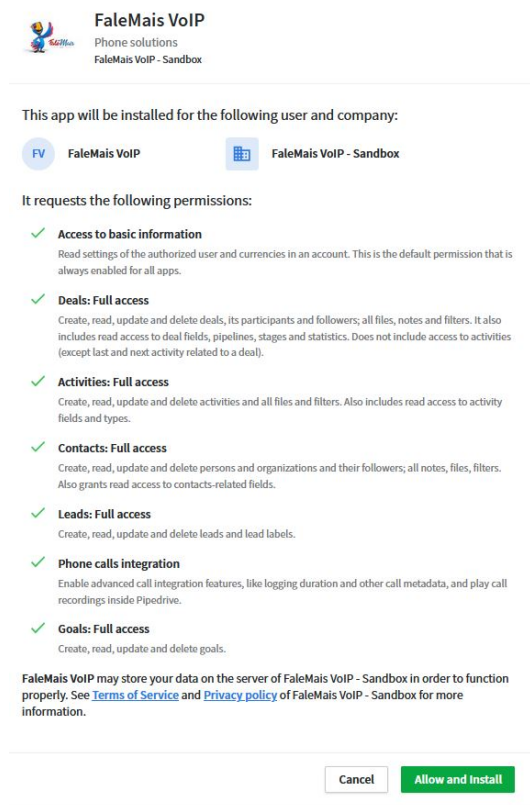 FaleMais VoIP
Phone solutions
FaleMais VoIP - Sandbox
FaleMais
This app will be installed for the following user and company:
FV FaleMais VoIP FaleMais VoIP - Sandbox
It requests the following permissions:
Access to basic information
Read settings of the authorized user and currencies in an account. This is the default permission that is
always enabled for all apps.
Deals: Full access
Create, read, update and delete deals, its participants and followers; all files, notes and filters. It also
includes read access to deal fields, pipelines, stages and statistics. Does not include access to activities
(except last and next activity related to a deal).
Activities: Full access
Create, read, update and delete activities and all files and filters. Also includes read access to activity
fields and types.
Contacts: Full access
Create, read, update and delete persons and organizations and their followers; all notes, files, filters.
Also grants read access to contacts-related fields.
Leads: Full access
Create, read, update and delete leads and lead labels.
Phone calls integration
Enable advanced call integration features, like logging duration and other call metadata, and play call
recordings inside Pipedrive.
Goals: Full access
Create, read, update and delete goals.
FaleMais VoIP may store your data on the server of FaleMais VoIP - Sandbox in order to function
properly. See Terms of Service and Privacy policy of FaleMais VoIP - Sandbox for more
information.
Cancel Allow and Install